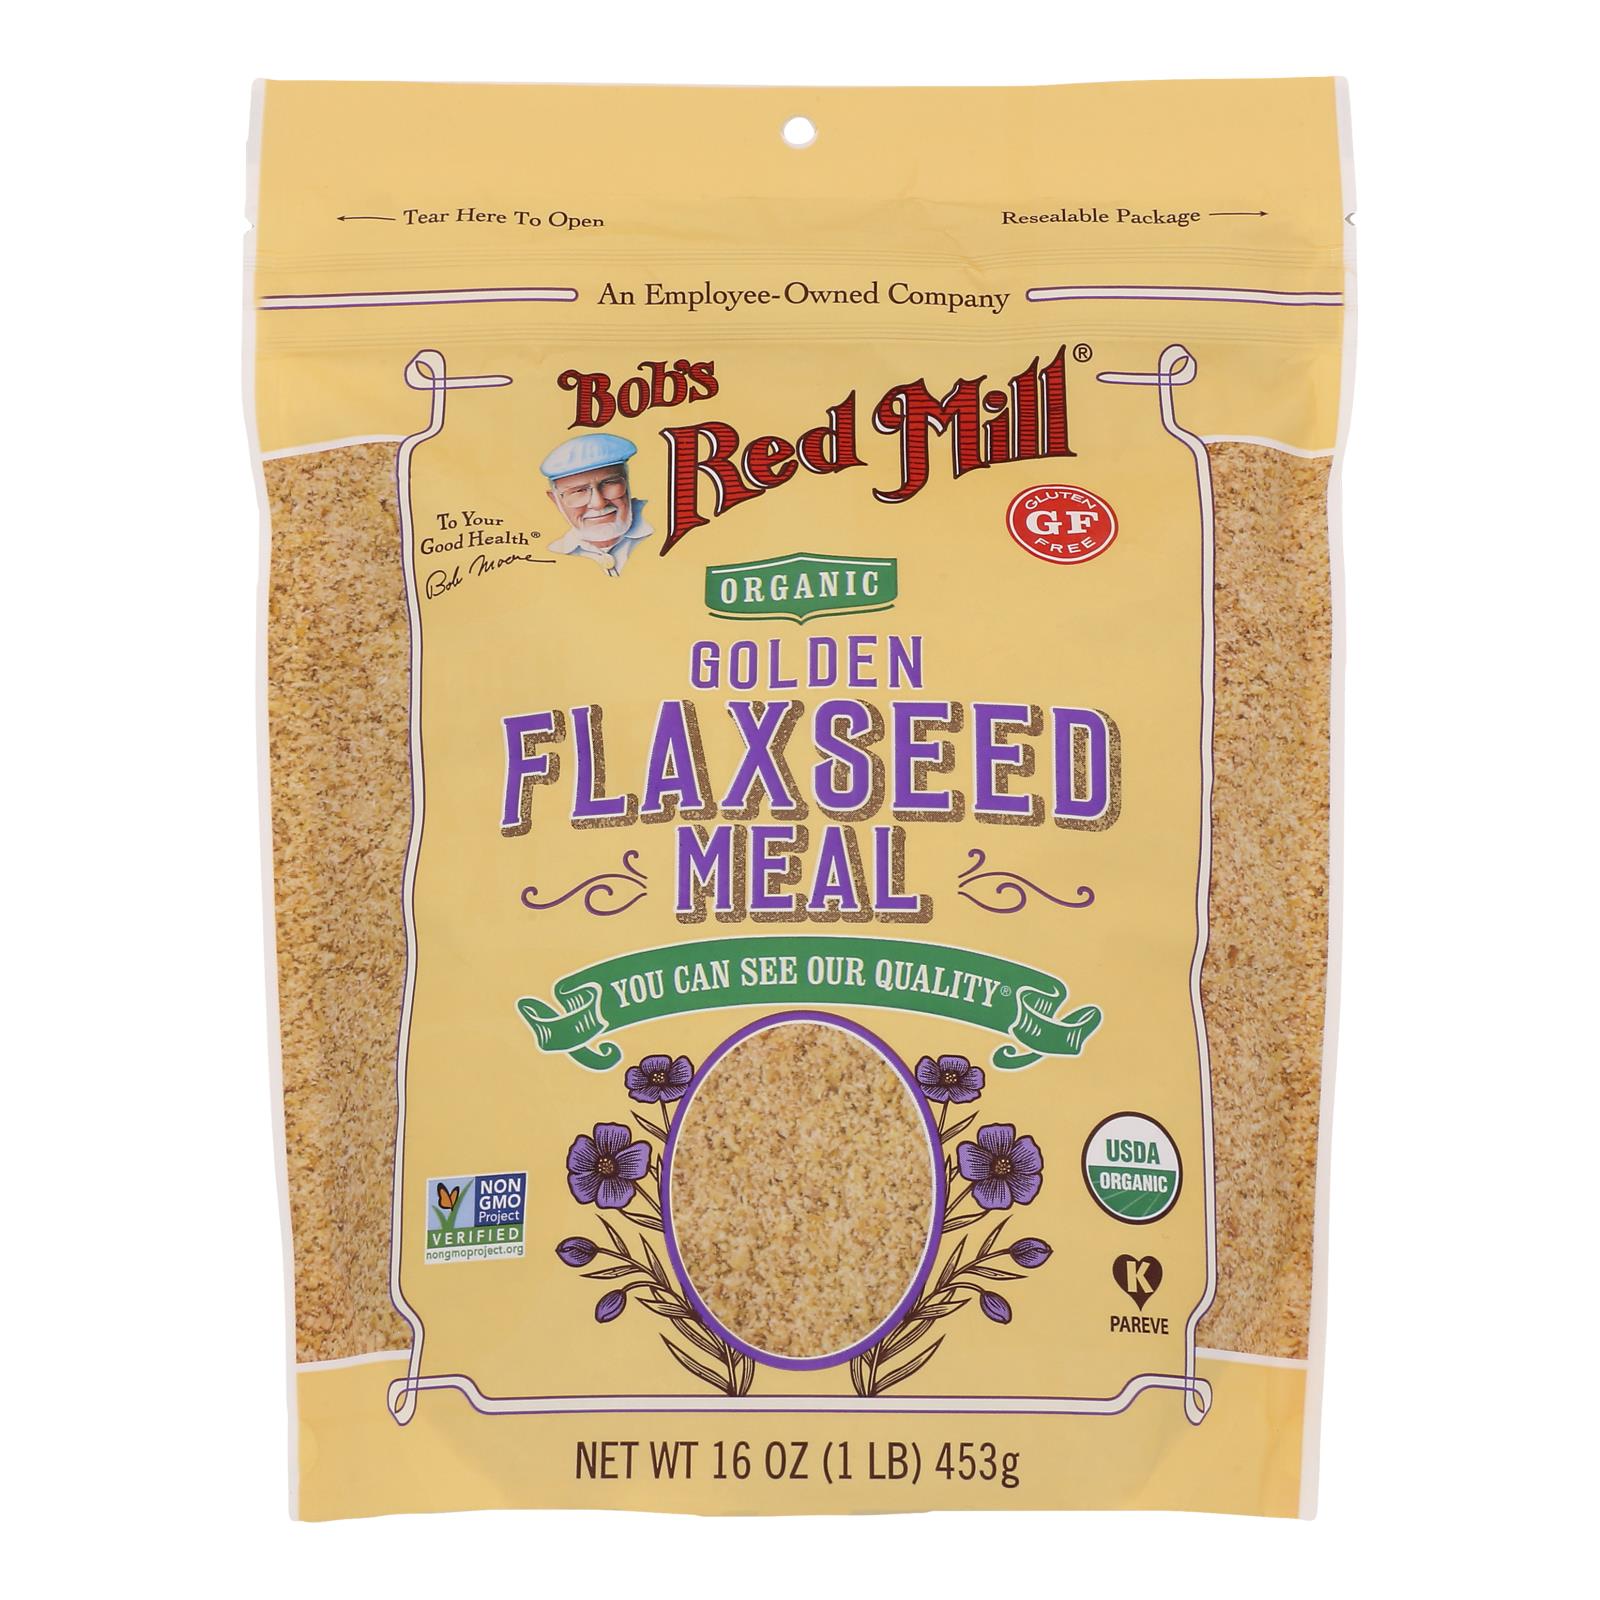 Tear Here To Open
Resealable Package
An Employee-Owned Company
Bob's
Red Mill®
To Your
Good Health®
Bob Moore
GLUTEN
GF
FREE
ORGANIC
GOLDEN
FLAXSEED
MEAL
YOU CAN SEE OUR QUALITY®
NON
GMO
Project
VERIFIED
nongmoproject.org
USDA
ORGANIC
K
PAREVE
NET WT 16 OZ (1 LB) 453g